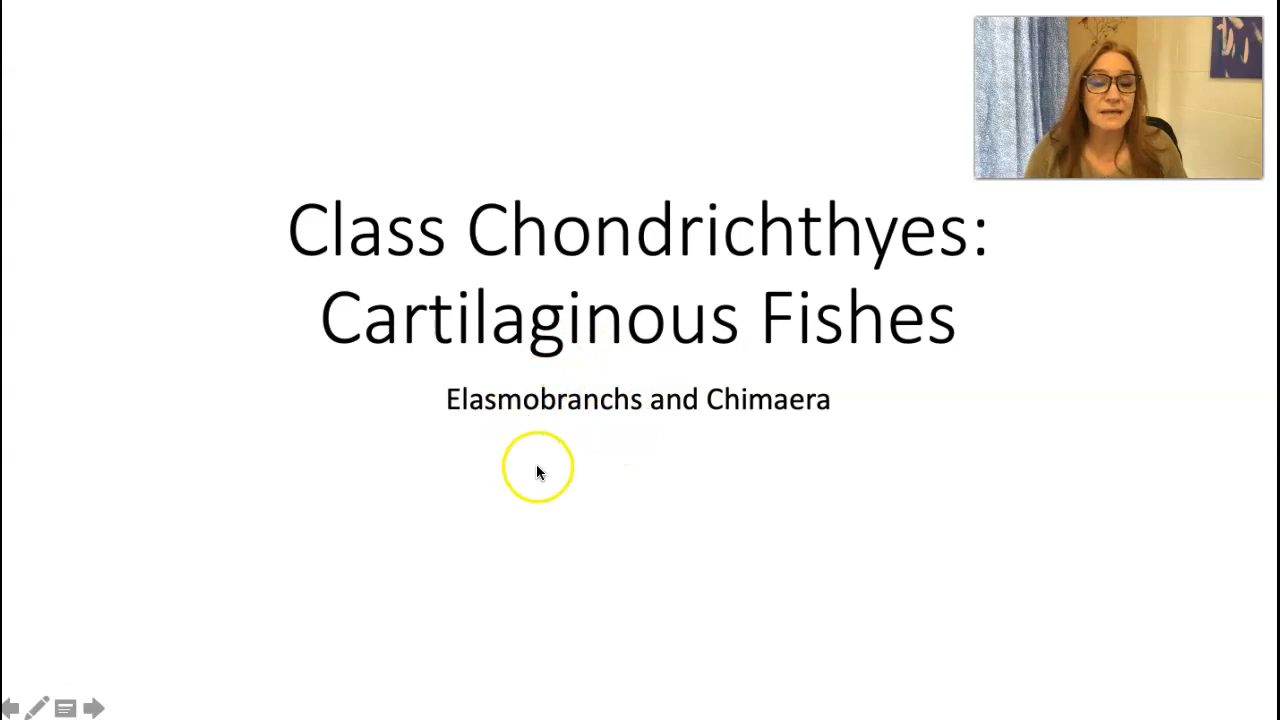 Class Chondrichthyes:
Cartilaginous Fishes
Elasmobranchs and Chimaera